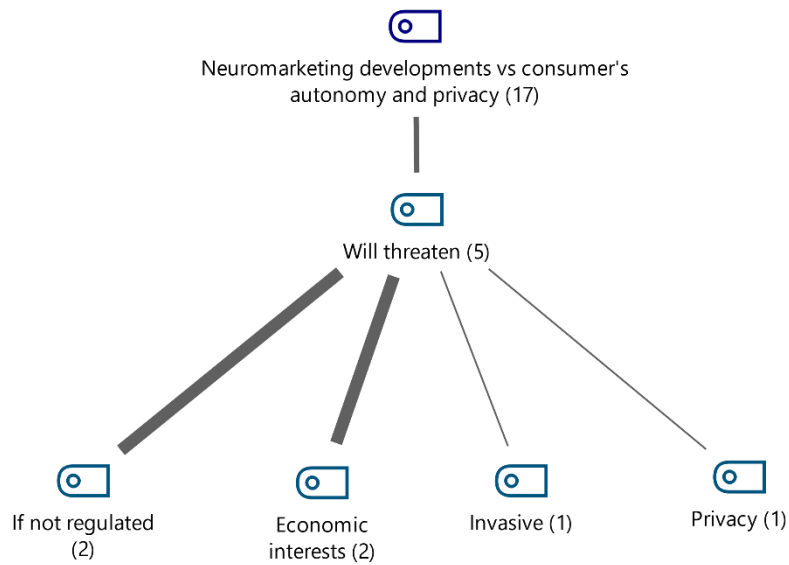 Neuromarketing developments vs consumer's
autonomy and privacy (17)
Will threaten (5)
If not regulated
(2)
Economic
interests (2)
Invasive (1)
Privacy (1)